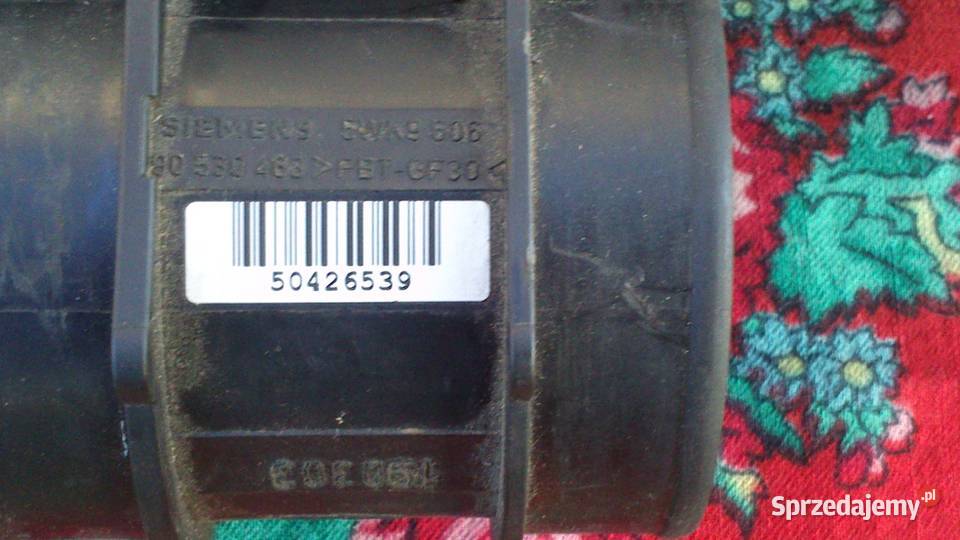 SIEMENS 5WK9 606
90 530 463 >PBT-GF30<
50426539
Sprzedajemy.pl